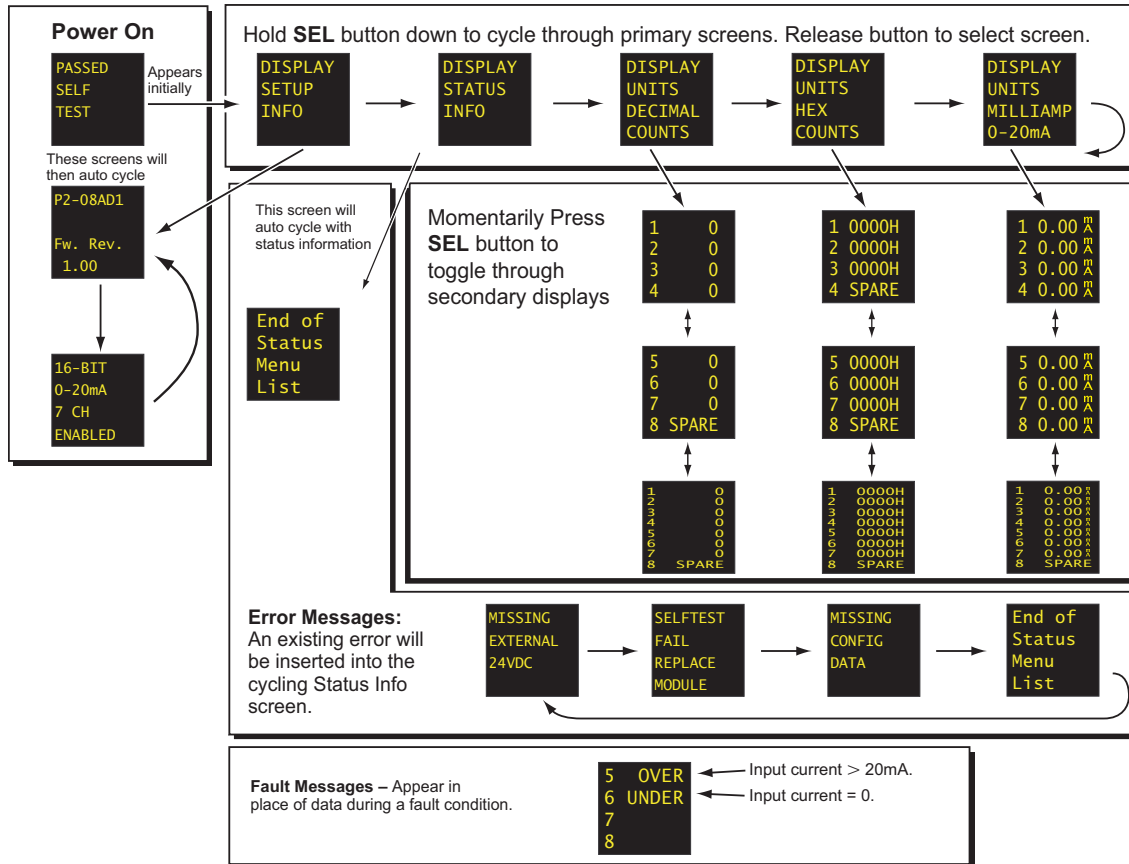 Power On
PASSED
SELF
TEST
Appears
initially
These screens will
then auto cycle
P2-08AD1
Fw. Rev.
1.00
16-BIT
0-20mA
7 CH
ENABLED
Hold SEL button down to cycle through primary screens. Release button to select screen.
DISPLAY
SETUP
INFO
DISPLAY
STATUS
INFO
DISPLAY
UNITS
DECIMAL
COUNTS
DISPLAY
UNITS
HEX
COUNTS
DISPLAY
UNITS
MILLIAMP
0-20mA
This screen will
auto cycle with
status information
End of
Status
Menu
List
Momentarily Press
SEL button to
toggle through
secondary displays
1 0
2 0
3 0
4 0
5 0
6 0
7 0
8 SPARE
1 0
2 0
3 0
4 0
5 0
6 0
7 0
8 SPARE
1 0000H
2 0000H
3 0000H
4 SPARE
5 0000H
6 0000H
7 0000H
8 SPARE
1 0000H
2 0000H
3 0000H
4 0000H
5 0000H
6 0000H
7 0000H
8 SPARE
1 0.00 mA
2 0.00 mA
3 0.00 mA
4 0.00 mA
5 0.00 mA
6 0.00 mA
7 0.00 mA
8 0.00 mA
1 0.00 mA
2 0.00 mA
3 0.00 mA
4 0.00 mA
5 0.00 mA
6 0.00 mA
7 0.00 mA
8 SPARE
Error Messages:
An existing error will
be inserted into the
cycling Status Info
screen.
MISSING
EXTERNAL
24VDC
SELFTEST
FAIL
REPLACE
MODULE
MISSING
CONFIG
DATA
End of
Status
Menu
List
Fault Messages – Appear in
place of data during a fault condition.
5 OVER
6 UNDER
7
8
Input current > 20mA.
Input current = 0.